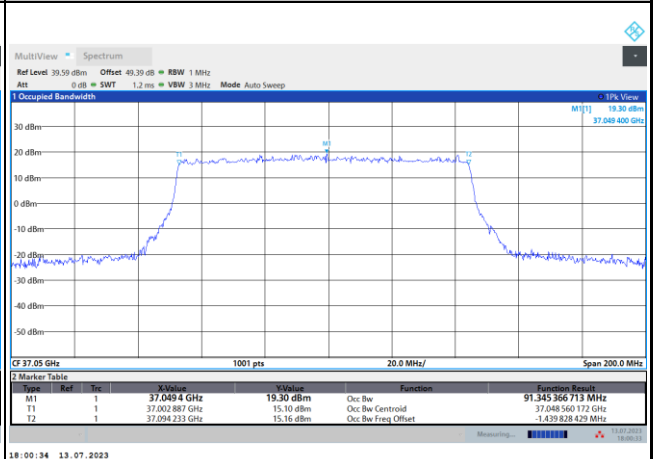 MultiView Spectrum
Ref Level 39.59 dBm Offset 49.39 dB RBW 1 MHz
Att 0 dB SWT 1.2 ms VBW 3 MHz Mode Auto Sweep
1 Occupied Bandwidth 1Pk View
M1[1] 19.30 dBm
37.049 400 GHz
30 dBm
M1
20 dBm
T1 T2
10 dBm
0 dBm
-10 dBm
-20 dBm
-30 dBm
-40 dBm
-50 dBm
CF 37.05 GHz 1001 pts 20.0 MHz/ Span 200.0 MHz
2 Marker Table
Type Ref Trc X-Value Y-Value Function Function Result
M1 1 37.049 4 GHz 19.30 dBm Occ Bw 91.345 366 713 MHz
T1 1 37.002 887 GHz 15.10 dBm Occ Bw Centroid 37.048 560 172 GHz
T2 1 37.094 233 GHz 15.16 dBm Occ Bw Freq Offset -1.439 828 429 MHz
Measuring... 13.07.2023
18:00:33
18:00:34 13.07.2023